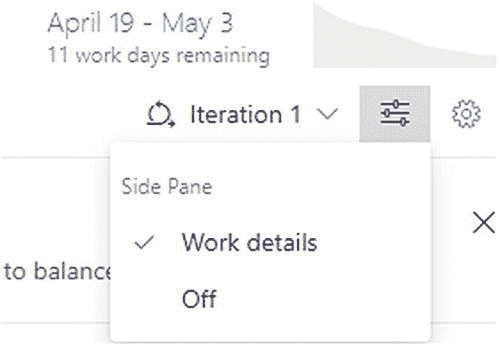 April 19 - May 3
11 work days remaining
Iteration 1
Side Pane
Work details
to balance
Off